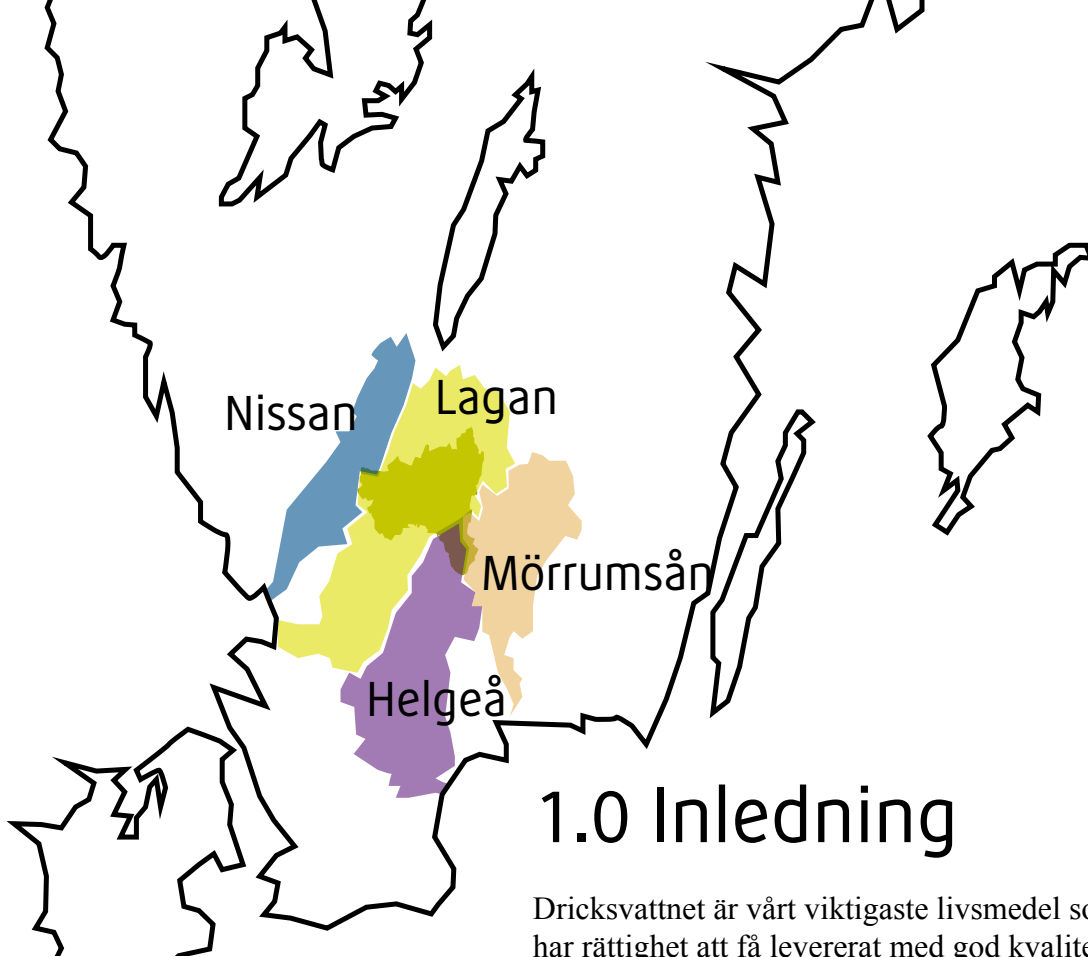 Nissan
Lagan
Mörrumsån
Helgeå
1.0 Inledning
Dricksvattnet är vårt viktigaste livsmedel
har rättighet att få levererat med god